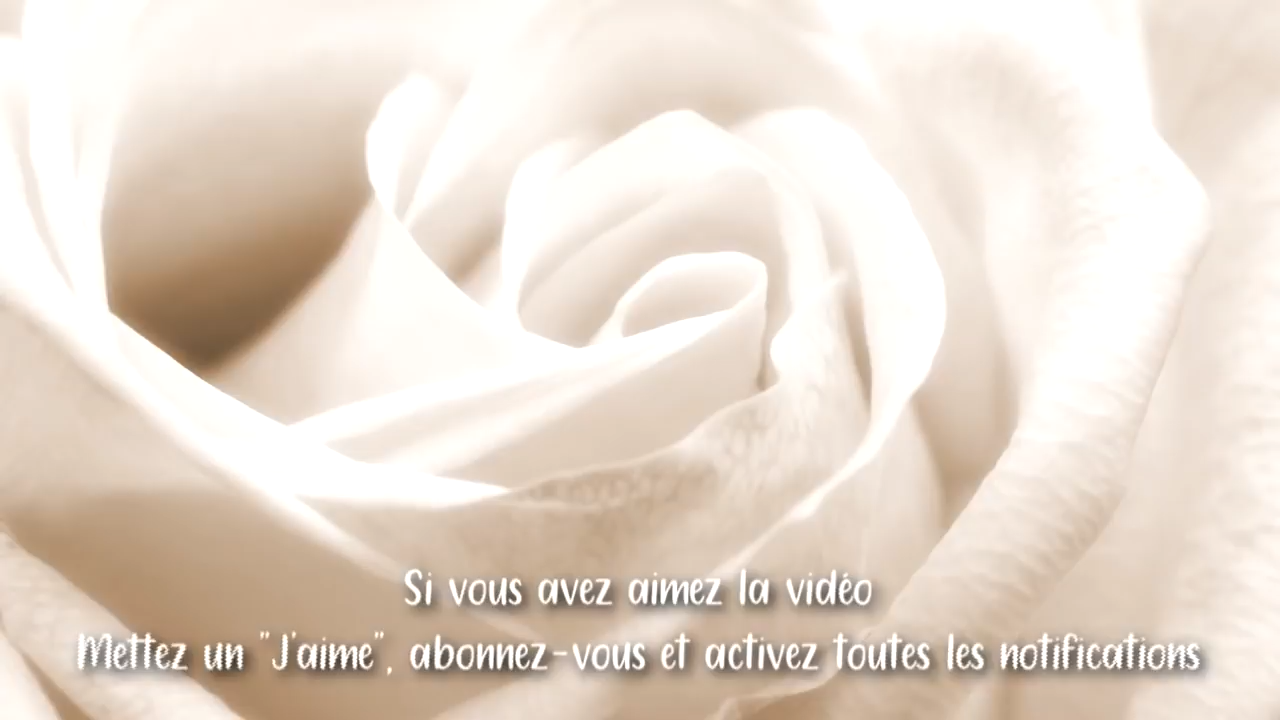 Si vous avez aimez la vidéo
Mettez un "J'aime", abonnez-vous et activez toutes les notifications